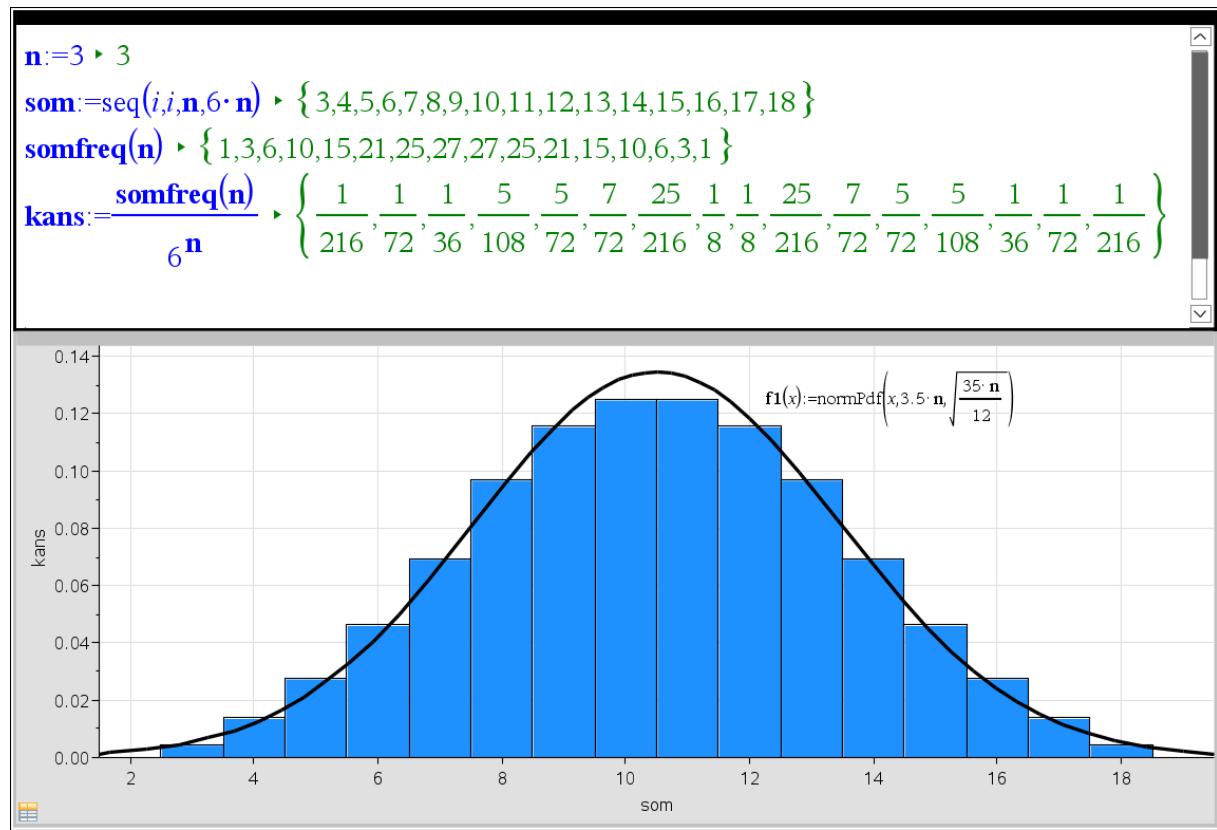 n:=3 ▸ 3
som:=seq(i,i,n,6·n) ▸ {3,4,5,6,7,8,9,10,11,12,13,14,15,16,17,18}
somfreq(n) ▸ {1,3,6,10,15,21,25,27,27,25,21,15,10,6,3,1}
kans:=somfreq(n)/6^n ▸ {1/216,1/72,1/36,5/108,5/72,7/72,25/216,1/8,1/8,25/216,7/72,5/72,5/108,1/36,1/72,1/216}
f1(x):=normPdf(x,3.5·n,√(35·n/12))
0.14
0.12
0.10
0.08
0.06
0.04
0.02
0.00
kans
2 4 6 8 10 12 14 16 18
som